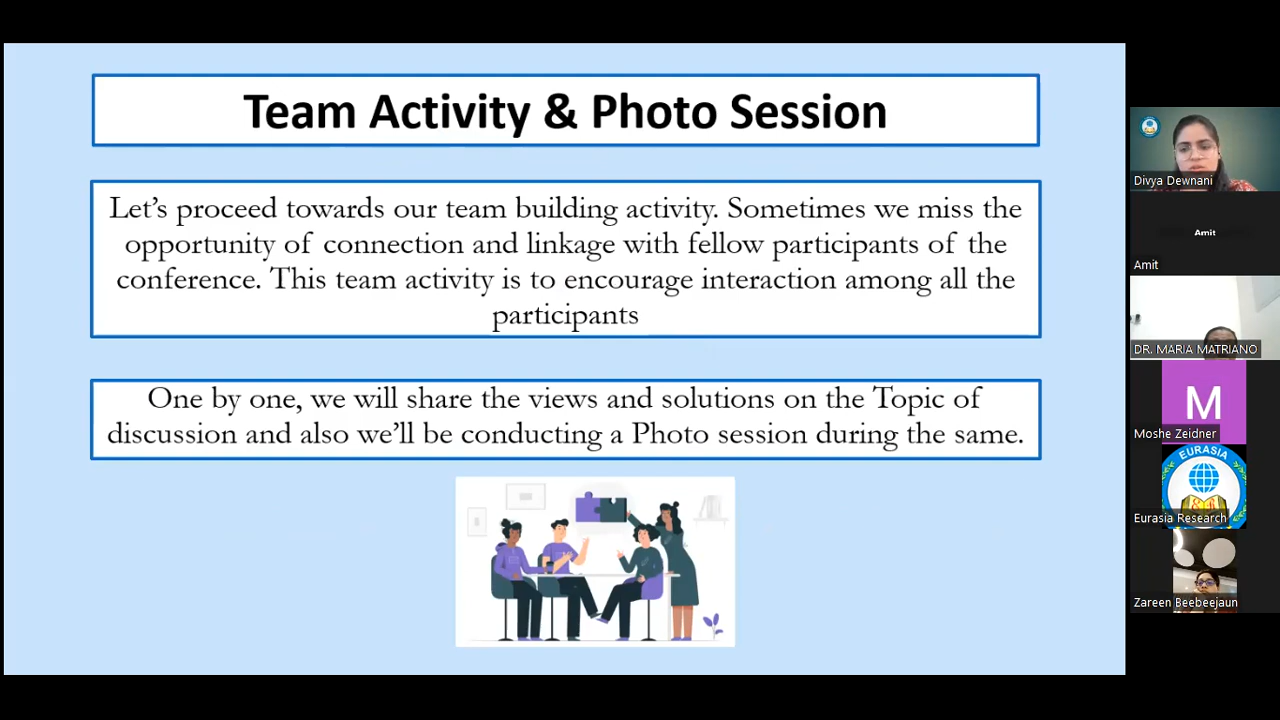 Team Activity & Photo Session
Let’s proceed towards our team building activity. Sometimes we miss the
opportunity of connection and linkage with fellow participants of the
conference. This team activity is to encourage interaction among all the
participants
One by one, we will share the views and solutions on the Topic of
discussion and also we’ll be conducting a Photo session during the same.
Divya Dewnani
Amit
Amit
DR. MARIA MATRIANO
M
Moshe Zeidner
EURASIA
Eurasia Research
Zareen Beebeejaun